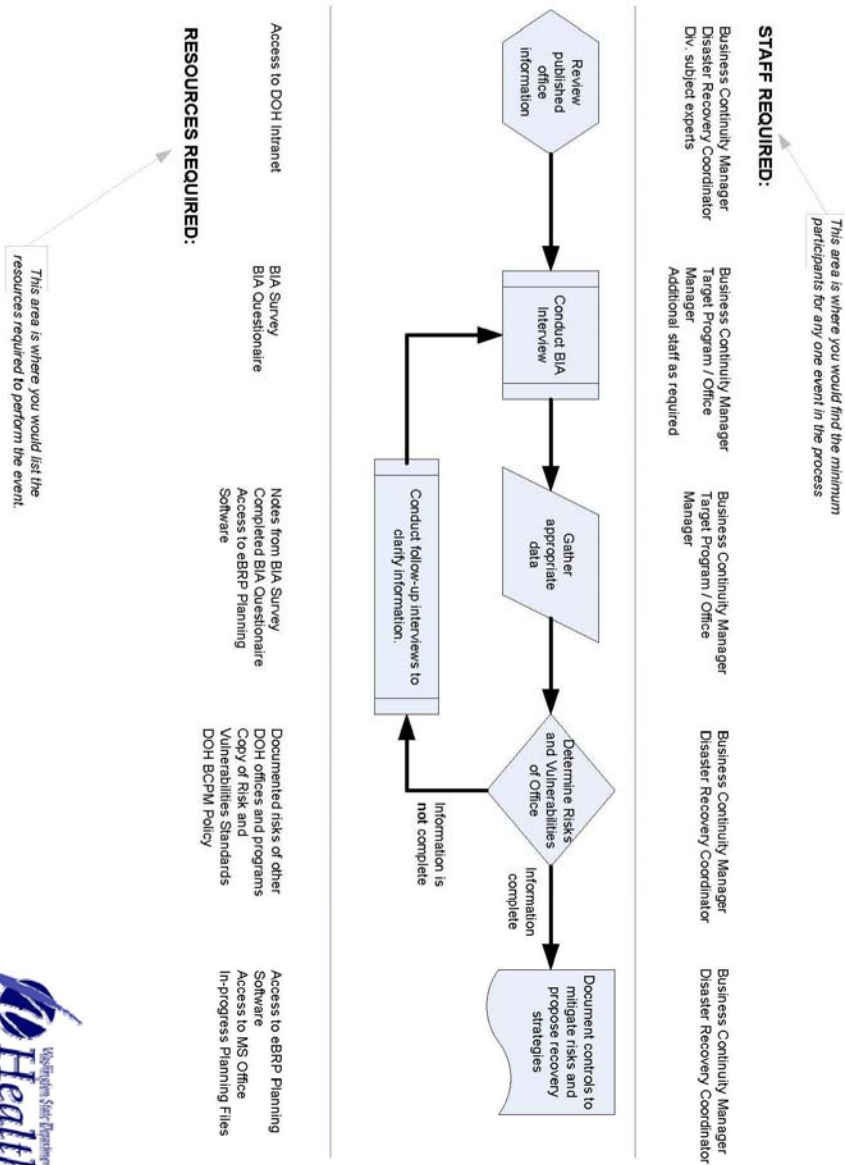 This area is where you would find the minimum
participants for any one event in the process
STAFF REQUIRED:
Business Continuity Manager
Disaster Recovery Coordinator
Div. subject experts
Business Continuity Manager
Target Program / Office
Manager
Additional staff as required
Business Continuity Manager
Target Program / Office
Manager
Business Continuity Manager
Disaster Recovery Coordinator
Business Continuity Manager
Disaster Recovery Coordinator
Review
published
office
information
Conduct BIA
Interview
Gather
appropriate
data
Determine Risks
and Vulnerabilities
of Office
Information
complete
Document controls to
mitigate risks and
propose recovery
strategies
Information is
not complete
Conduct follow-up interviews to
clarify information.
Access to DOH Intranet
BIA Survey
BIA Questionaire
Notes from BIA Survey
Completed BIA Questionaire
Access to eBRP Planning
Software
Documented risks of other
DOH offices and programs
Copy of Risk and
Vulnerabilities Standards
DOH BCPM Policy
Access to eBRP Planning
Software
Access to MS Office
In-progress Planning Files
RESOURCES REQUIRED:
This area is where you would list the
resources required to perform the event.
Washington State
Health